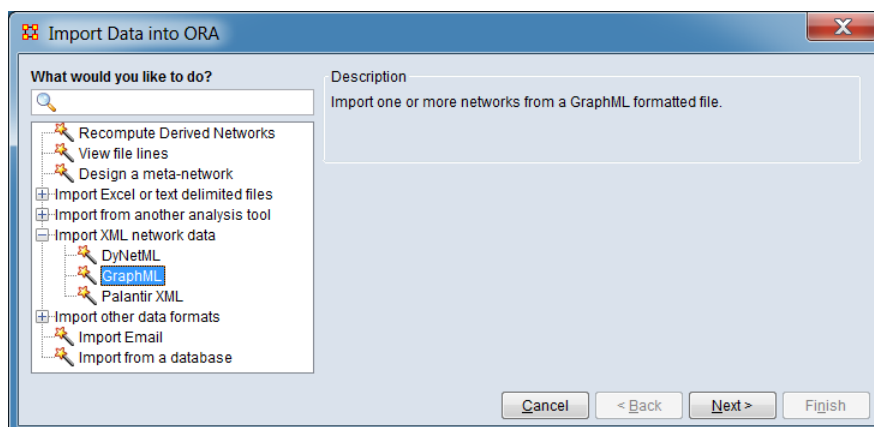 Import Data into ORA
What would you like to do?
Recompute Derived Networks
View file lines
Design a meta-network
Import Excel or text delimited files
Import from another analysis tool
Import XML network data
DyNetML
GraphML
Palantir XML
Import other data formats
Import Email
Import from a database
Description
Import one or more networks from a GraphML formatted file.
Cancel
< Back
Next >
Finish